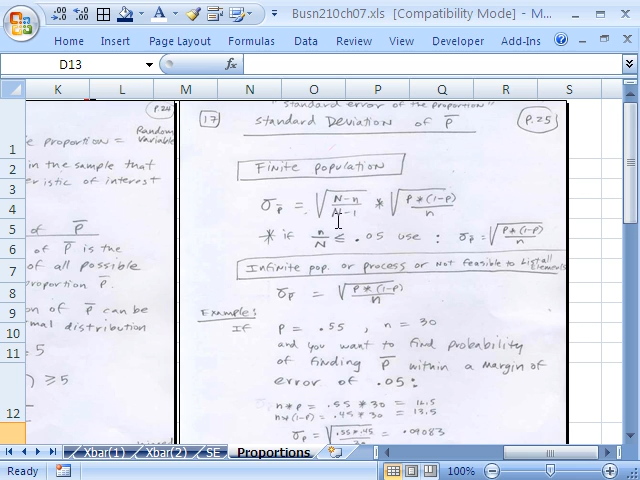 Busn210ch07.xls [Compatibility Mode] - M...
Home Insert Page Layout Formulas Data Review View Developer Add-Ins
D13 fx
K L M N O P Q R S
1
2
3
4
5
6
7
8
9
10
11
12
P.24
e proportion = Random Variable
in the sample that
eristic of interest
of P̅
of P̅ is the
of all possible
proportion P̅.
on of P̅ can be
mal distribution
= 5
) ≥5
17
"standard error of the proportion"
Standard Deviation of P̅
P.25
Finite population
σp̅ = √(N-n / N-1) * √(P*(1-P) / n)
* if n/N ≤ .05 use : σp̅ = √(P*(1-P) / n)
Infinite pop. or process or Not feasible to List all Elements
σp̅ = √(P*(1-P) / n)
Example:
If P = .55 , n = 30
and you want to find probability
of finding P̅ within a margin of
error of .05:
n*p = .55 * 30 = 16.5
n*(1-p) = .45 * 30 = 13.5
σp̅ = √(.55*.45 / 30) = .09083
Xbar(1) Xbar(2) SE Proportions
Ready 100%